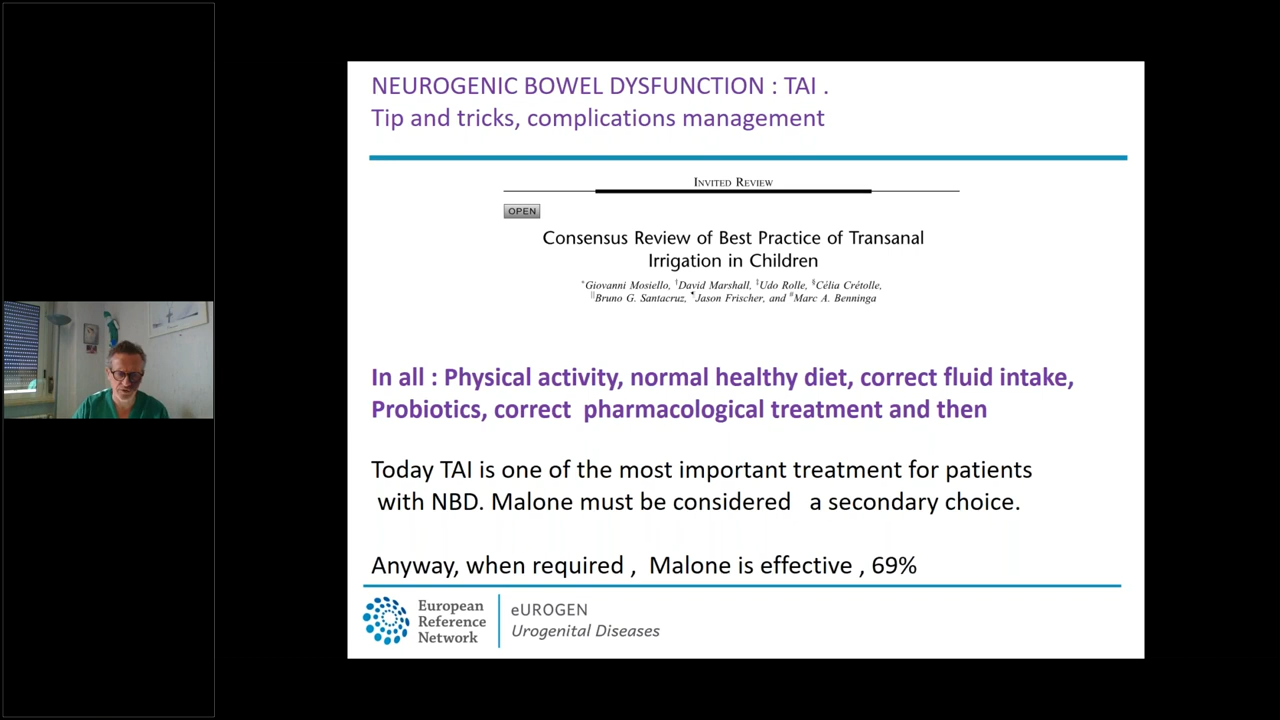 NEUROGENIC BOWEL DYSFUNCTION : TAI .
Tip and tricks, complications management
INVITED REVIEW
OPEN
Consensus Review of Best Practice of Transanal
Irrigation in Children
*Giovanni Mosiello, †David Marshall, ‡Udo Rolle, §Célia Crétolle,
||Bruno G. Santacruz, ¶Jason Frischer, and #Marc A. Benninga
In all : Physical activity, normal healthy diet, correct fluid intake,
Probiotics, correct pharmacological treatment and then
Today TAI is one of the most important treatment for patients
with NBD. Malone must be considered a secondary choice.
Anyway, when required , Malone is effective , 69%
European
Reference
Network
eUROGEN
Urogenital Diseases